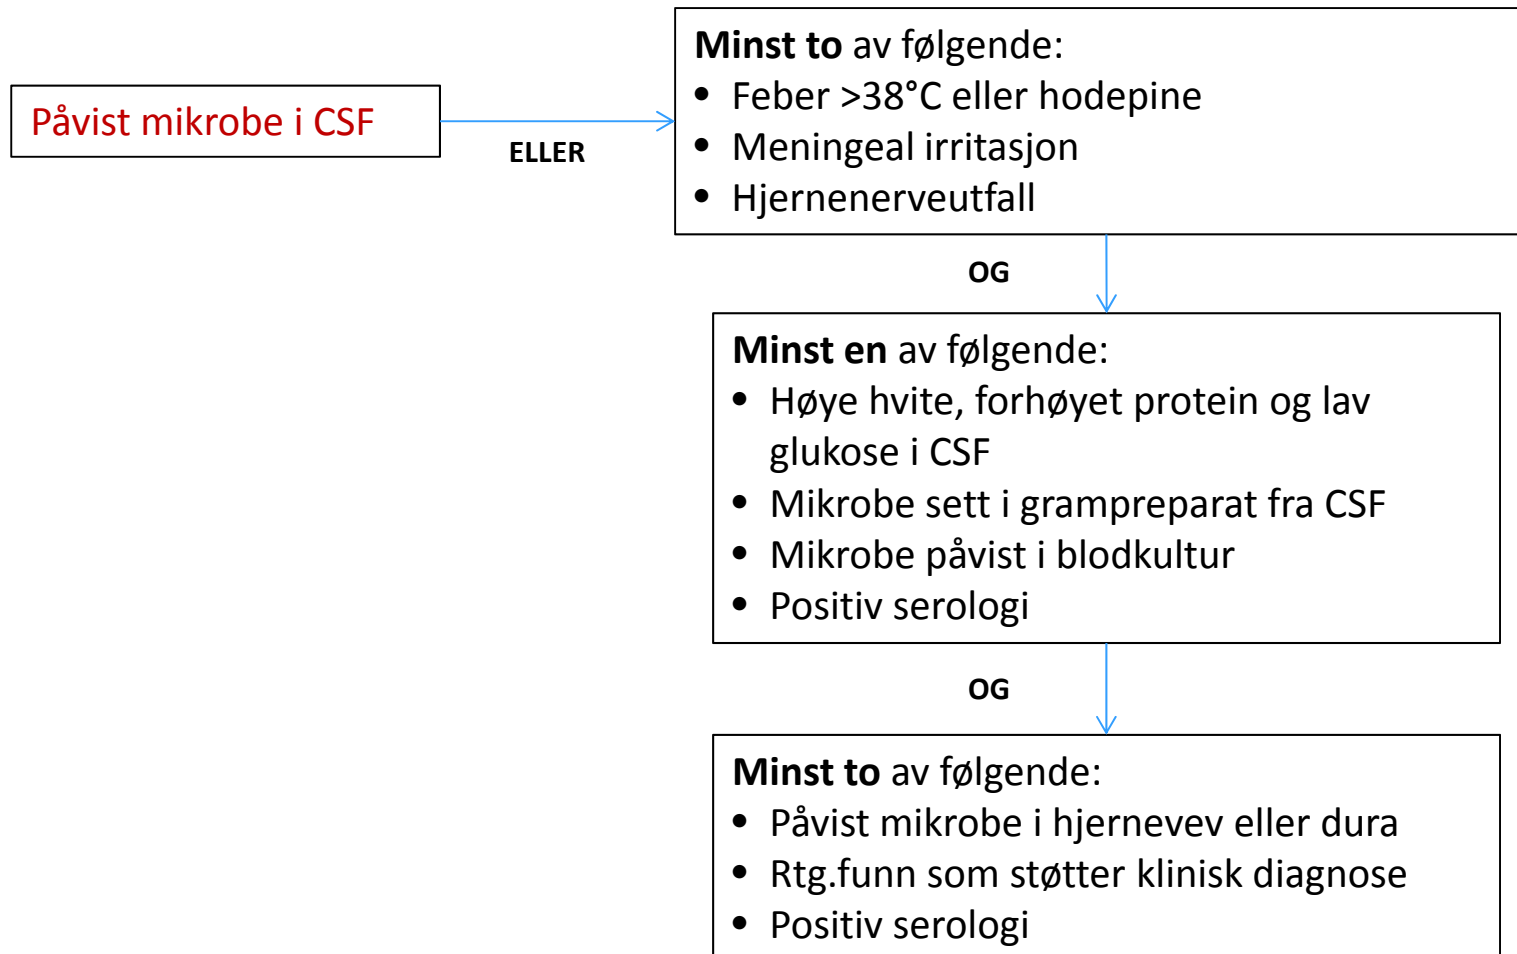 Påvist mikrobe i CSF
ELLER
Minst to av følgende:
• Feber >38°C eller hodepine
• Meningeal irritasjon
• Hjernenerveutfall
OG
Minst en av følgende:
• Høye hvite, forhøyet protein og lav
glukose i CSF
• Mikrobe sett i grampreparat fra CSF
• Mikrobe påvist i blodkultur
• Positiv serologi
OG
Minst to av følgende:
• Påvist mikrobe i hjernevev eller dura
• Rtg.funn som støtter klinisk diagnose
• Positiv serologi